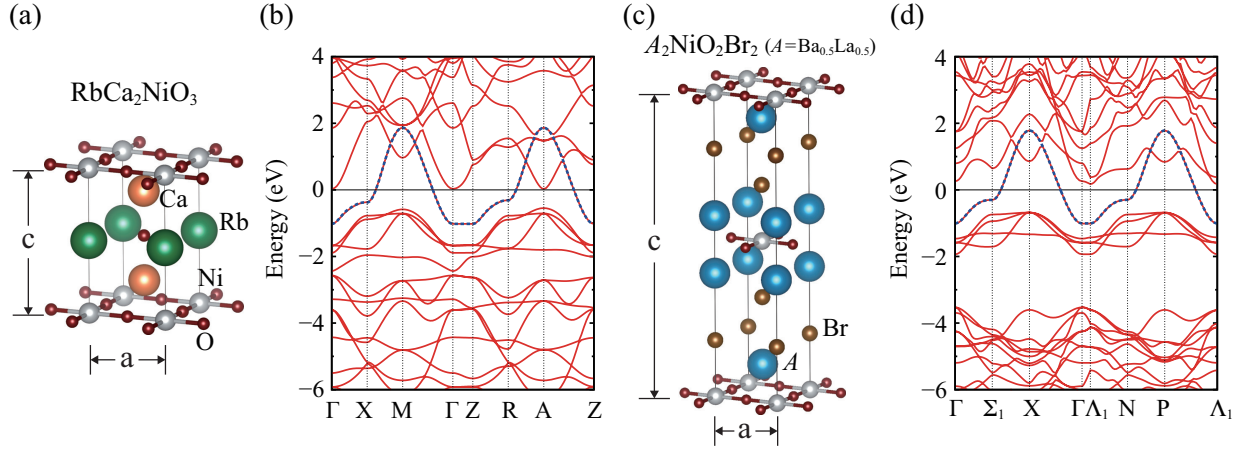 (a)
RbCa₂NiO₃
c
Ca
Rb
Ni
O
a
(b)
Energy (eV)
4
2
0
−2
−4
−6
Γ X M Γ Z R A Z
(c)
A₂NiO₂Br₂ (A=Ba₀.₅La₀.₅)
c
Br
A
a
(d)
Energy (eV)
4
2
0
−2
−4
−6
Γ Σ₁ X Γ Λ₁ N P Λ₁